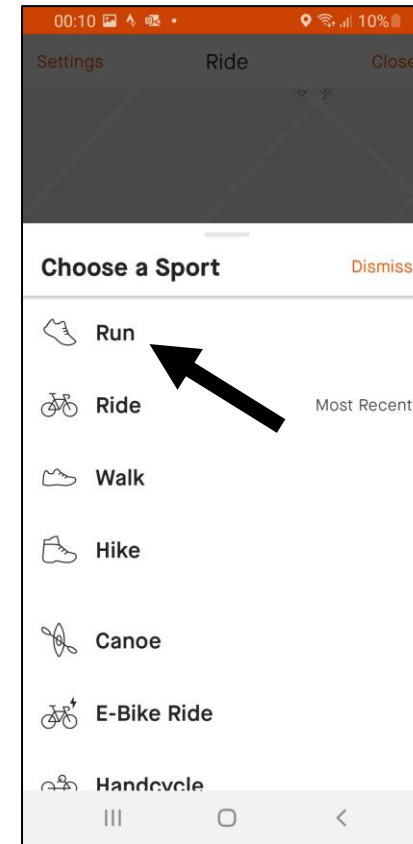 00:10 10%
Settings Ride Close
Choose a Sport Dismiss
Run
Ride Most Recent
Walk
Hike
Canoe
E-Bike Ride
Handcycle